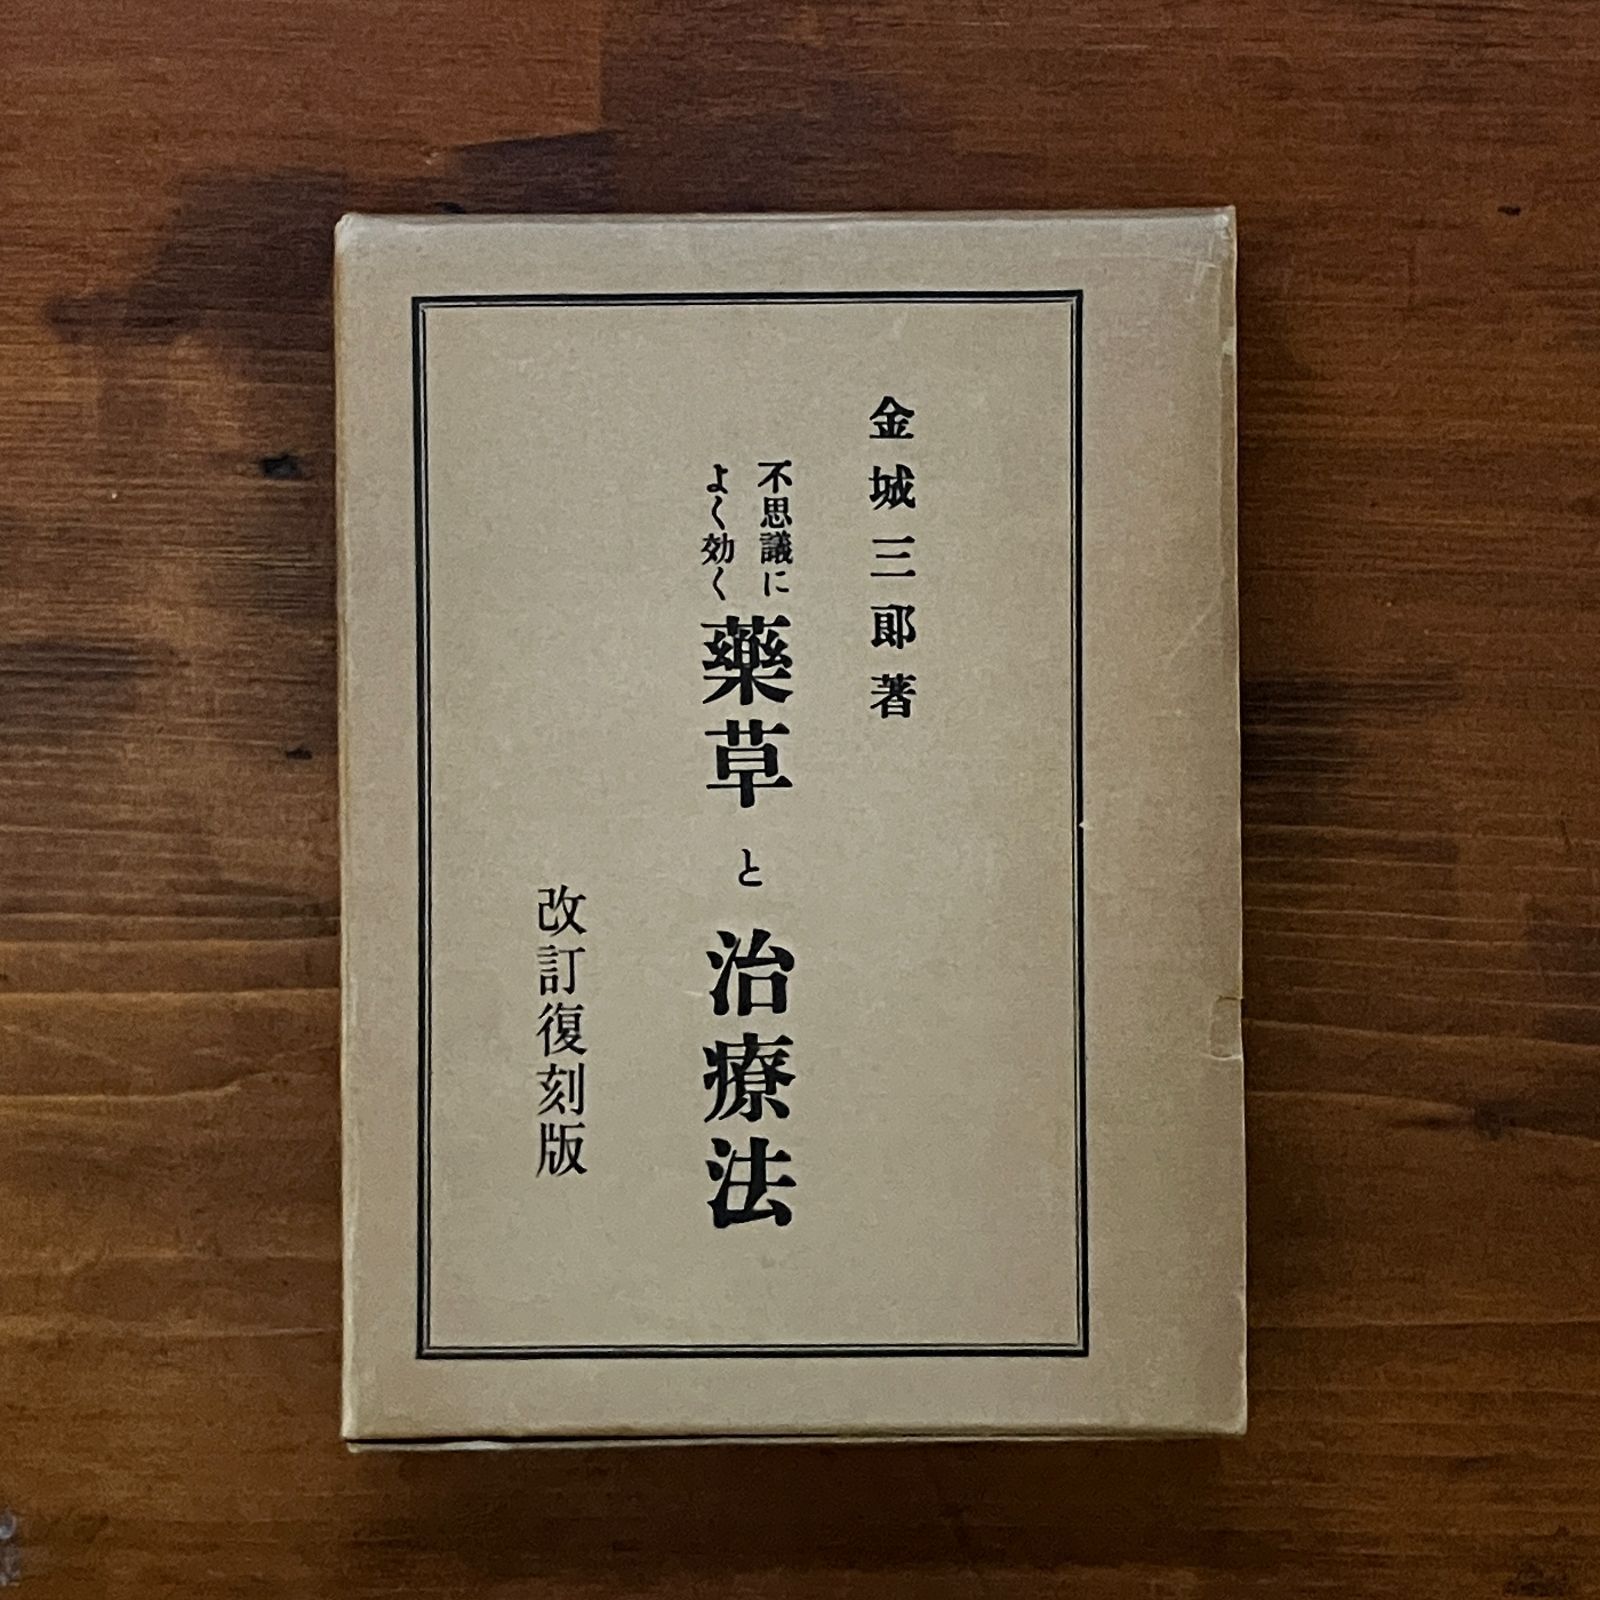 金城三郎著
不思議に
よく効く
藥草と治療法
改訂復刻版